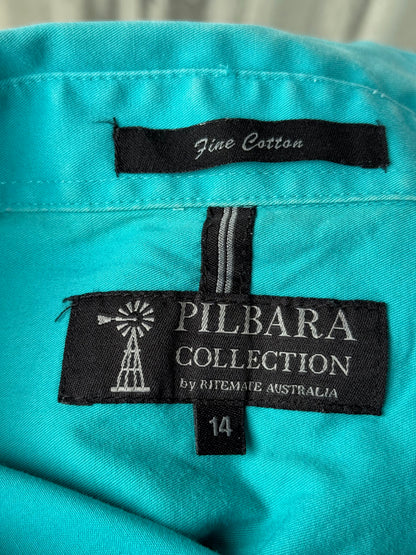 Fine Cotton
PILBARA
COLLECTION
by RITEMATE AUSTRALIA
14